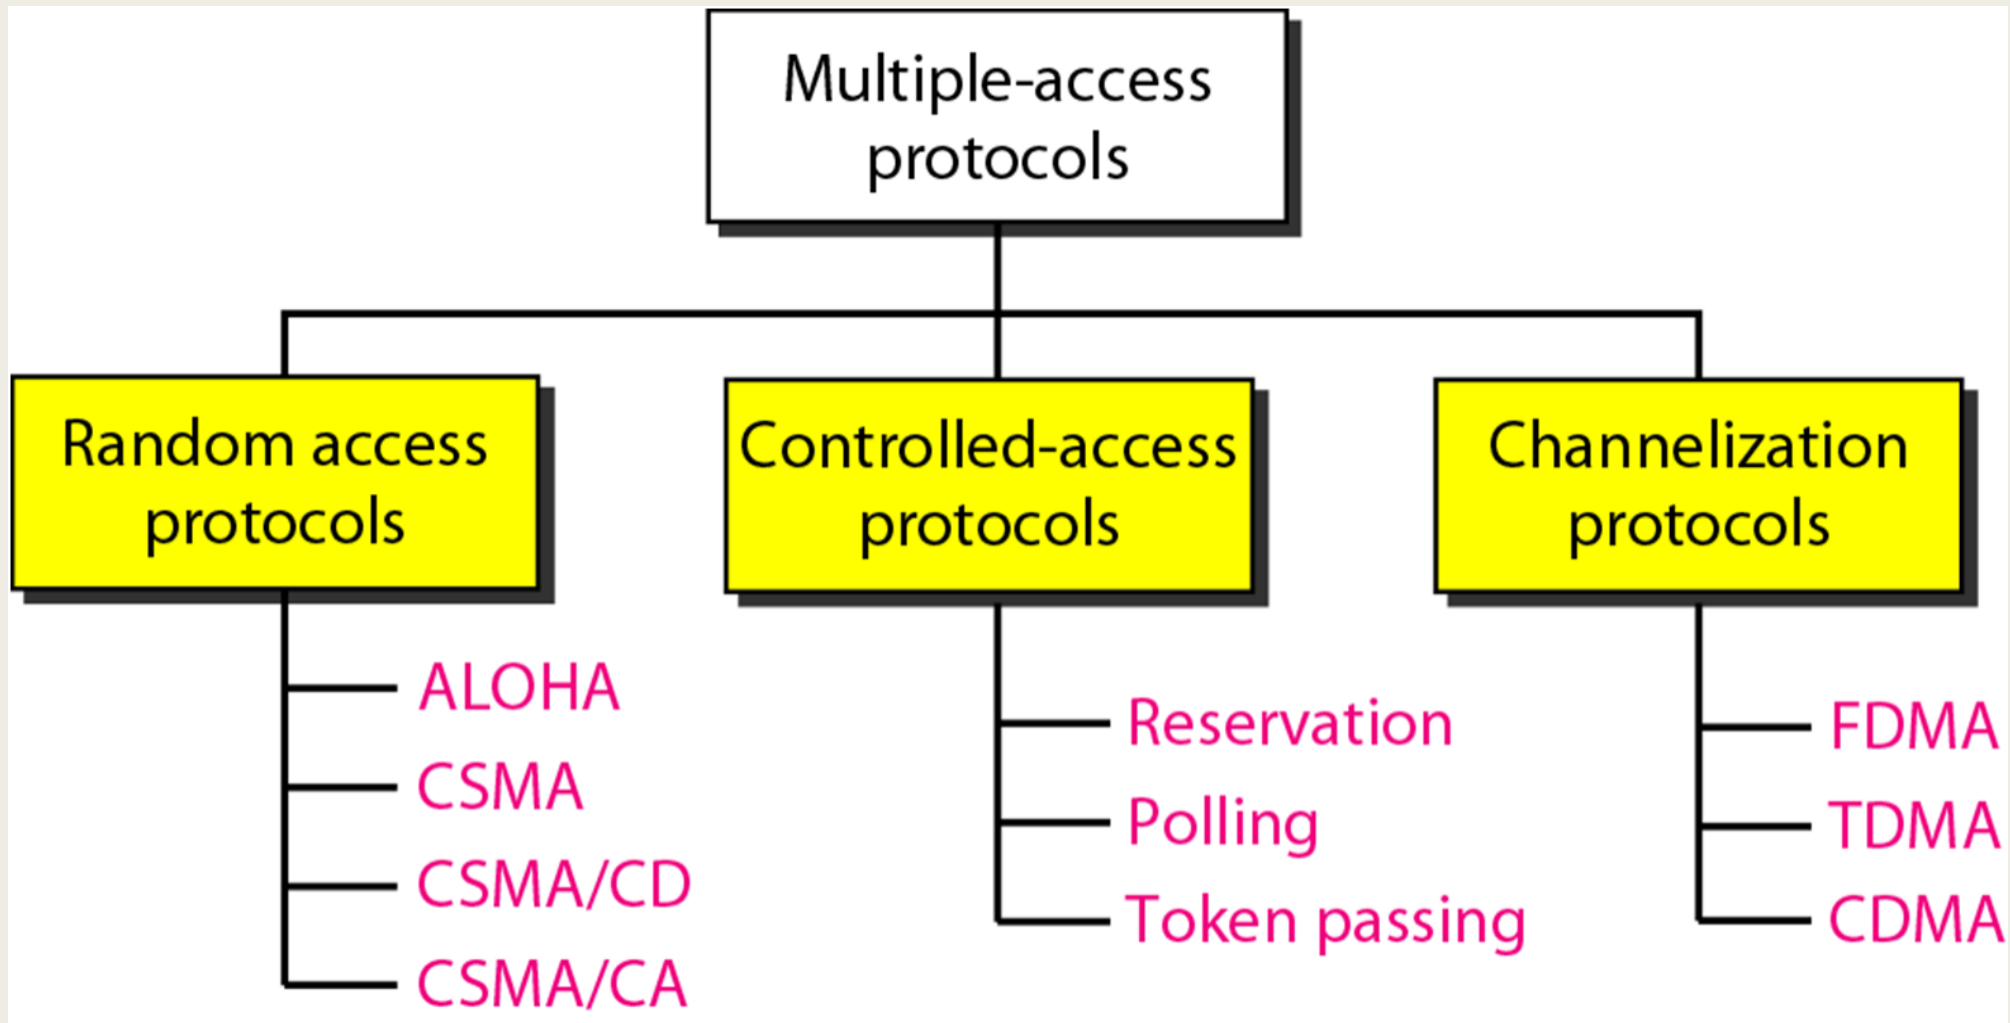 Multiple-access
protocols
Random access
protocols
ALOHA
CSMA
CSMA/CD
CSMA/CA
Controlled-access
protocols
Reservation
Polling
Token passing
Channelization
protocols
FDMA
TDMA
CDMA